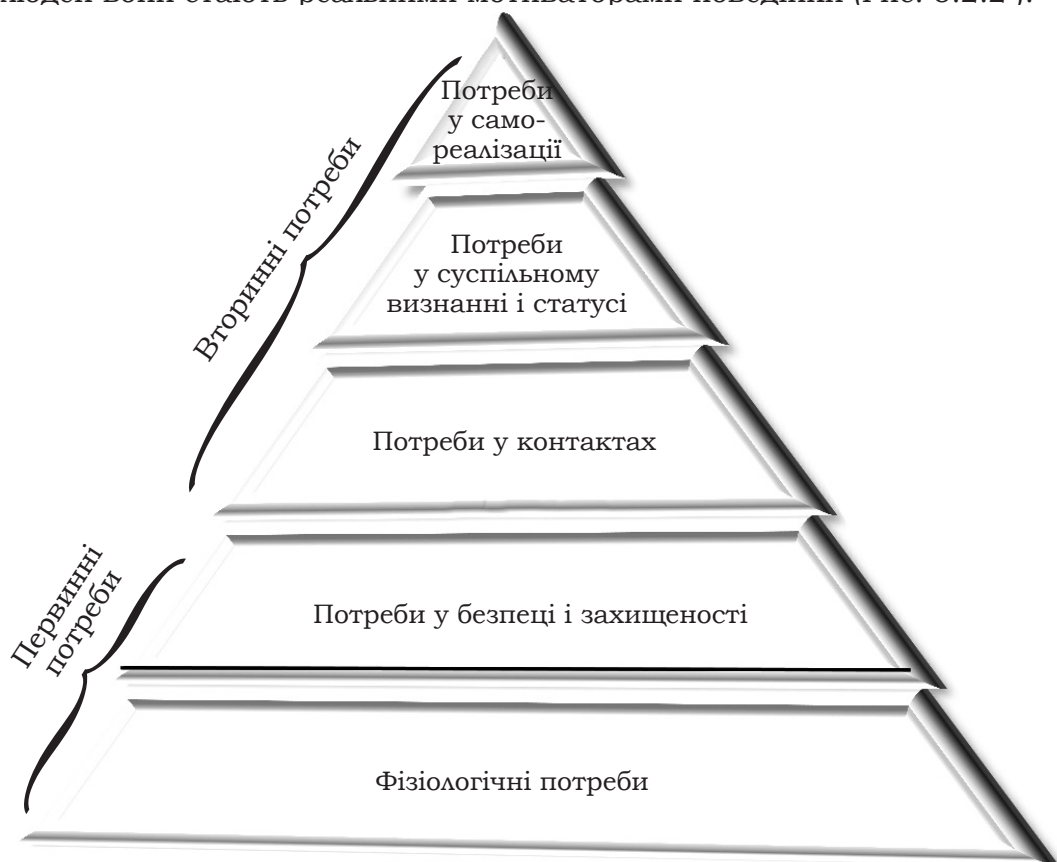 людей вони стають реальними мотиваторами поведінки (Рис. 3.2.2 ).
Потреби
у само-
реалізації
Вторинні потреби
Потреби
у суспільному
визнанні і статусі
Потреби у контактах
Первинні
потреби
Потреби у безпеці і захищеності
Фізіологічні потреби